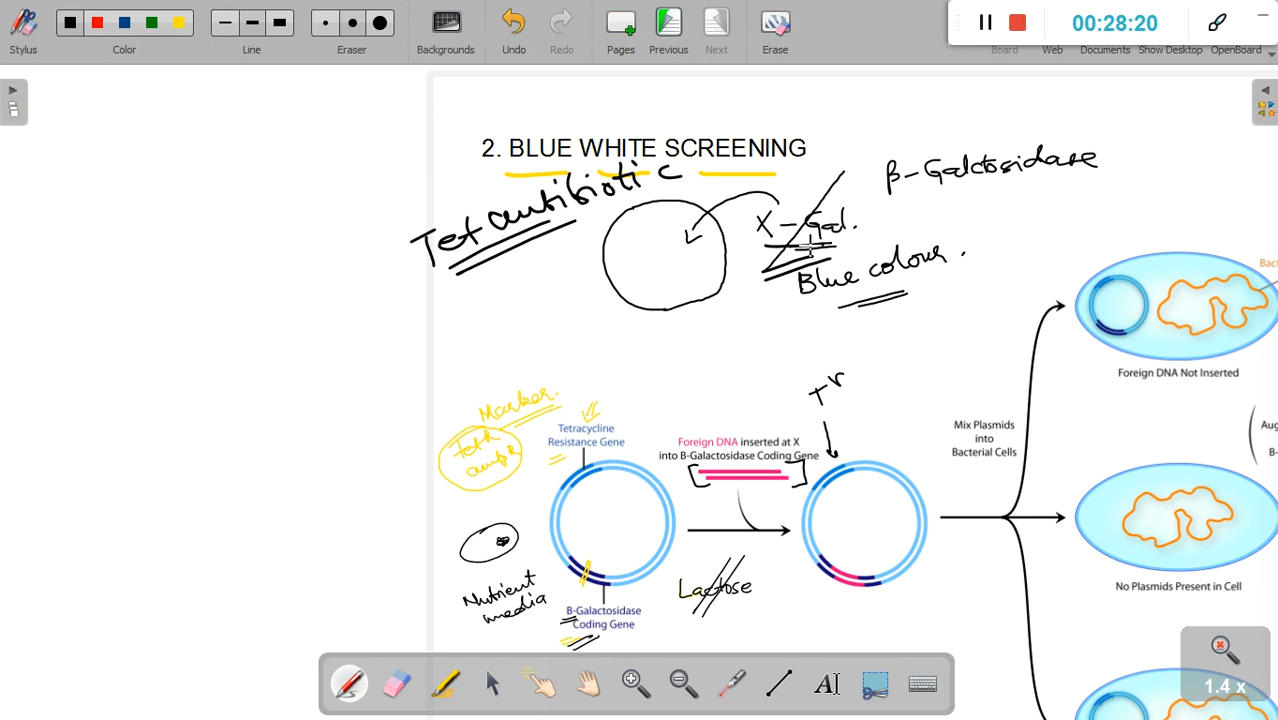 Stylus
Color
Line
Eraser
Backgrounds
Undo
Redo
Pages
Previous
Next
Erase
00:28:20
Board
Web
Documents
Show Desktop
OpenBoard
2. BLUE WHITE SCREENING
Tet antibiotic
β-Galactosidase
X-Gal.
Blue colour.
Marker.
Tetracycline
Resistance Gene
Foreign DNA inserted at X
into B-Galactosidase Coding Gene
T r
Mix Plasmids
into
Bacterial Cells
Foreign DNA Not Inserted
Nutrient
media
B-Galactosidase
Coding Gene
Lactose
No Plasmids Present in Cell
1.4 x